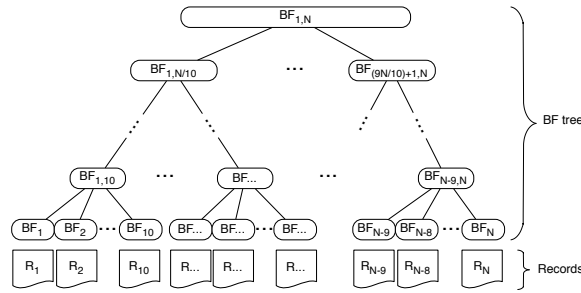 BF1,N
BF1,N/10 ... BF(9N/10)+1,N
BF tree
BF1,10 ... BF... ... BFN-9,N
BF1 BF2 ... BF10 BF... BF... ... BF... BFN-9 BFN-8 ... BFN
R1 R2 R10 R... R... R... RN-9 RN-8 RN
Records